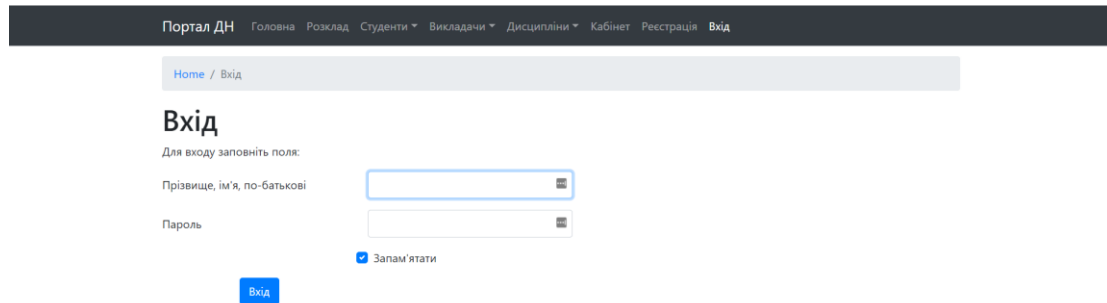 Портал ДН Головна Розклад Студенти Викладачи Дисципліни Кабінет Реєстрація Вхід
Home / Вхід
Вхід
Для входу заповніть поля:
Прізвище, ім'я, по-батькові
Пароль
Запам'ятати
Вхід